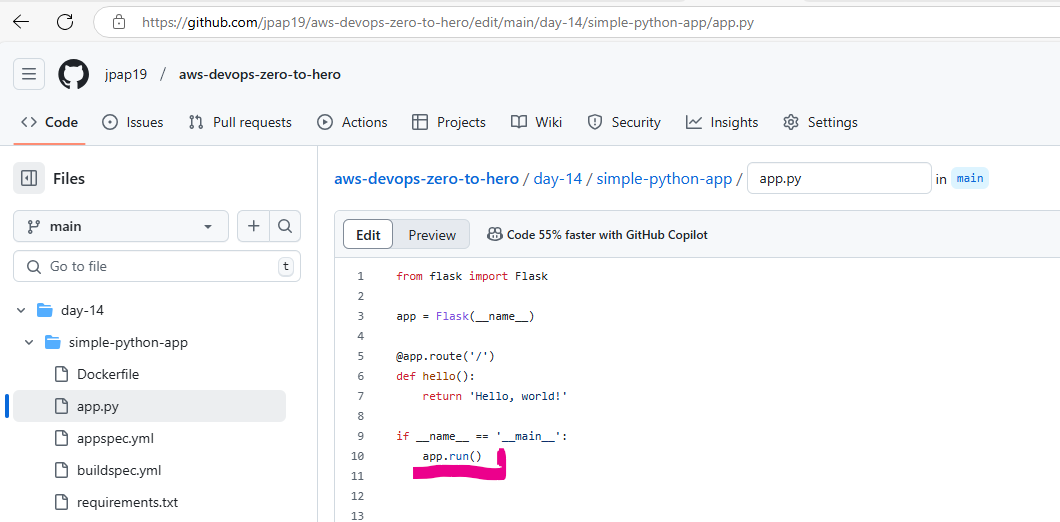 https://github.com/jpap19/aws-devops-zero-to-hero/edit/main/day-14/simple-python-app/app.py
jpap19 / aws-devops-zero-to-hero
<> Code Issues Pull requests Actions Projects Wiki Security Insights Settings
Files
main
Go to file t
day-14
simple-python-app
Dockerfile
app.py
appspec.yml
buildspec.yml
requirements.txt
aws-devops-zero-to-hero / day-14 / simple-python-app / app.py in main
Edit Preview Code 55% faster with GitHub Copilot
1 from flask import Flask
2
3 app = Flask(__name__)
4
5 @app.route('/')
6 def hello():
7     return 'Hello, world!'
8
9 if __name__ == '__main__':
10     app.run()
11
12
13